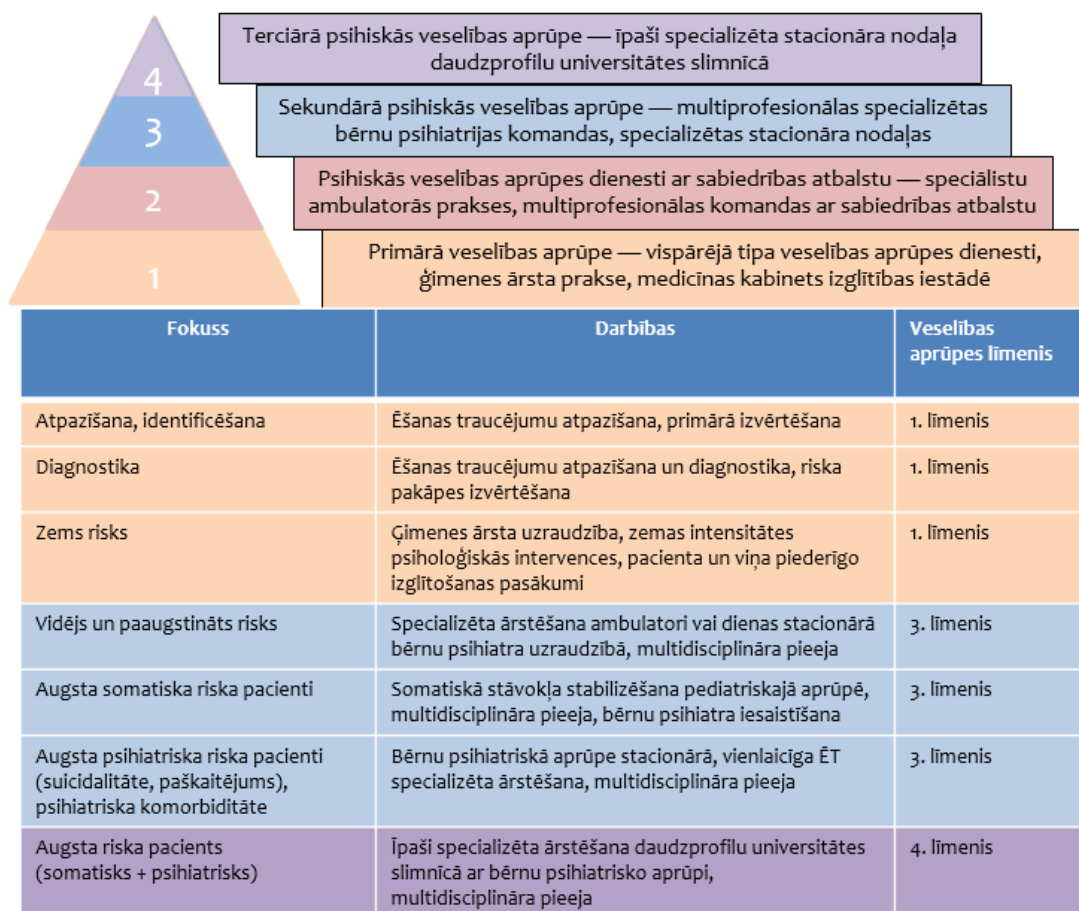 4
Terciārā psihiskās veselības aprūpe — īpaši specializēta stacionāra nodaļa
daudzprofilu universitātes slimnīcā
3
Sekundārā psihiskās veselības aprūpe — multiprofesionālas specializētas
bērnu psihiatrijas komandas, specializētas stacionāra nodaļas
2
Psihiskās veselības aprūpes dienesti ar sabiedrības atbalstu — speciālistu
ambulatorās prakses, multiprofesionālas komandas ar sabiedrības atbalstu
1
Primārā veselības aprūpe — vispārējā tipa veselības aprūpes dienesti,
ģimenes ārsta prakse, medicīnas kabinets izglītības iestādē
Fokuss
Darbības
Veselības
aprūpes līmenis
Atpazīšana, identificēšana
Ēšanas traucējumu atpazīšana, primārā izvērtēšana
1. līmenis
Diagnostika
Ēšanas traucējumu atpazīšana un diagnostika, riska
pakāpes izvērtēšana
1. līmenis
Zems risks
Ģimenes ārsta uzraudzība, zemas intensitātes
psiholoģiskās intervences, pacienta un viņa piederīgo
izglītošanas pasākumi
1. līmenis
Vidējs un paaugstināts risks
Specializēta ārstēšana ambulatori vai dienas stacionārā
bērnu psihiatra uzraudzībā, multidisciplināra pieeja
3. līmenis
Augsta somatiska riska pacienti
Somatiskā stāvokļa stabilizēšana pediatriskajā aprūpē,
multidisciplināra pieeja, bērnu psihiatra iesaistīšana
3. līmenis
Augsta psihiatriska riska pacienti
(suicidalitāte, paškaitējums),
psihiatriska komorbiditāte
Bērnu psihiatriskā aprūpe stacionārā, vienlaicīga ĒT
specializēta ārstēšana, multidisciplināra pieeja
3. līmenis
Augsta riska pacients
(somatisks + psihiatrisks)
Īpaši specializēta ārstēšana daudzprofilu universitātes
slimnīcā ar bērnu psihiatrisko aprūpi,
multidisciplināra pieeja
4. līmenis